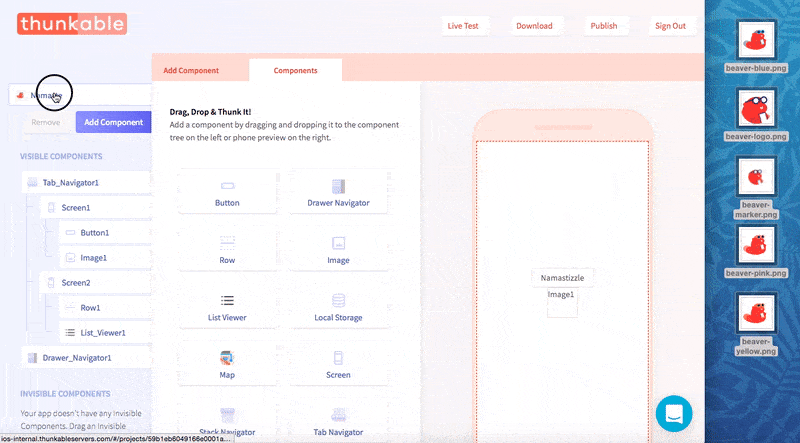 thunkable
Live Test
Download
Publish
Sign Out
Add Component
Components
Remove
Add Component
VISIBLE COMPONENTS
Tab_Navigator1
Screen1
Button1
Image1
Screen2
Row1
List_Viewer1
Drawer_Navigator1
INVISIBLE COMPONENTS
Your app doesn't have any Invisible
Components. Drag an Invisible
ios-internal.thunkableservers.com/#/projects/59b1eb6049166e0001a...
Drag, Drop & Thunk It!
Add a component by dragging and dropping it to the component
tree on the left or phone preview on the right.
Button
Drawer Navigator
Row
Image
List Viewer
Local Storage
Map
Screen
Stack Navigator
Tab Navigator
Namastizzle
Image1
beaver-blue.png
beaver-logo.png
beaver-
marker.png
beaver-pink.png
beaver-
yellow.png